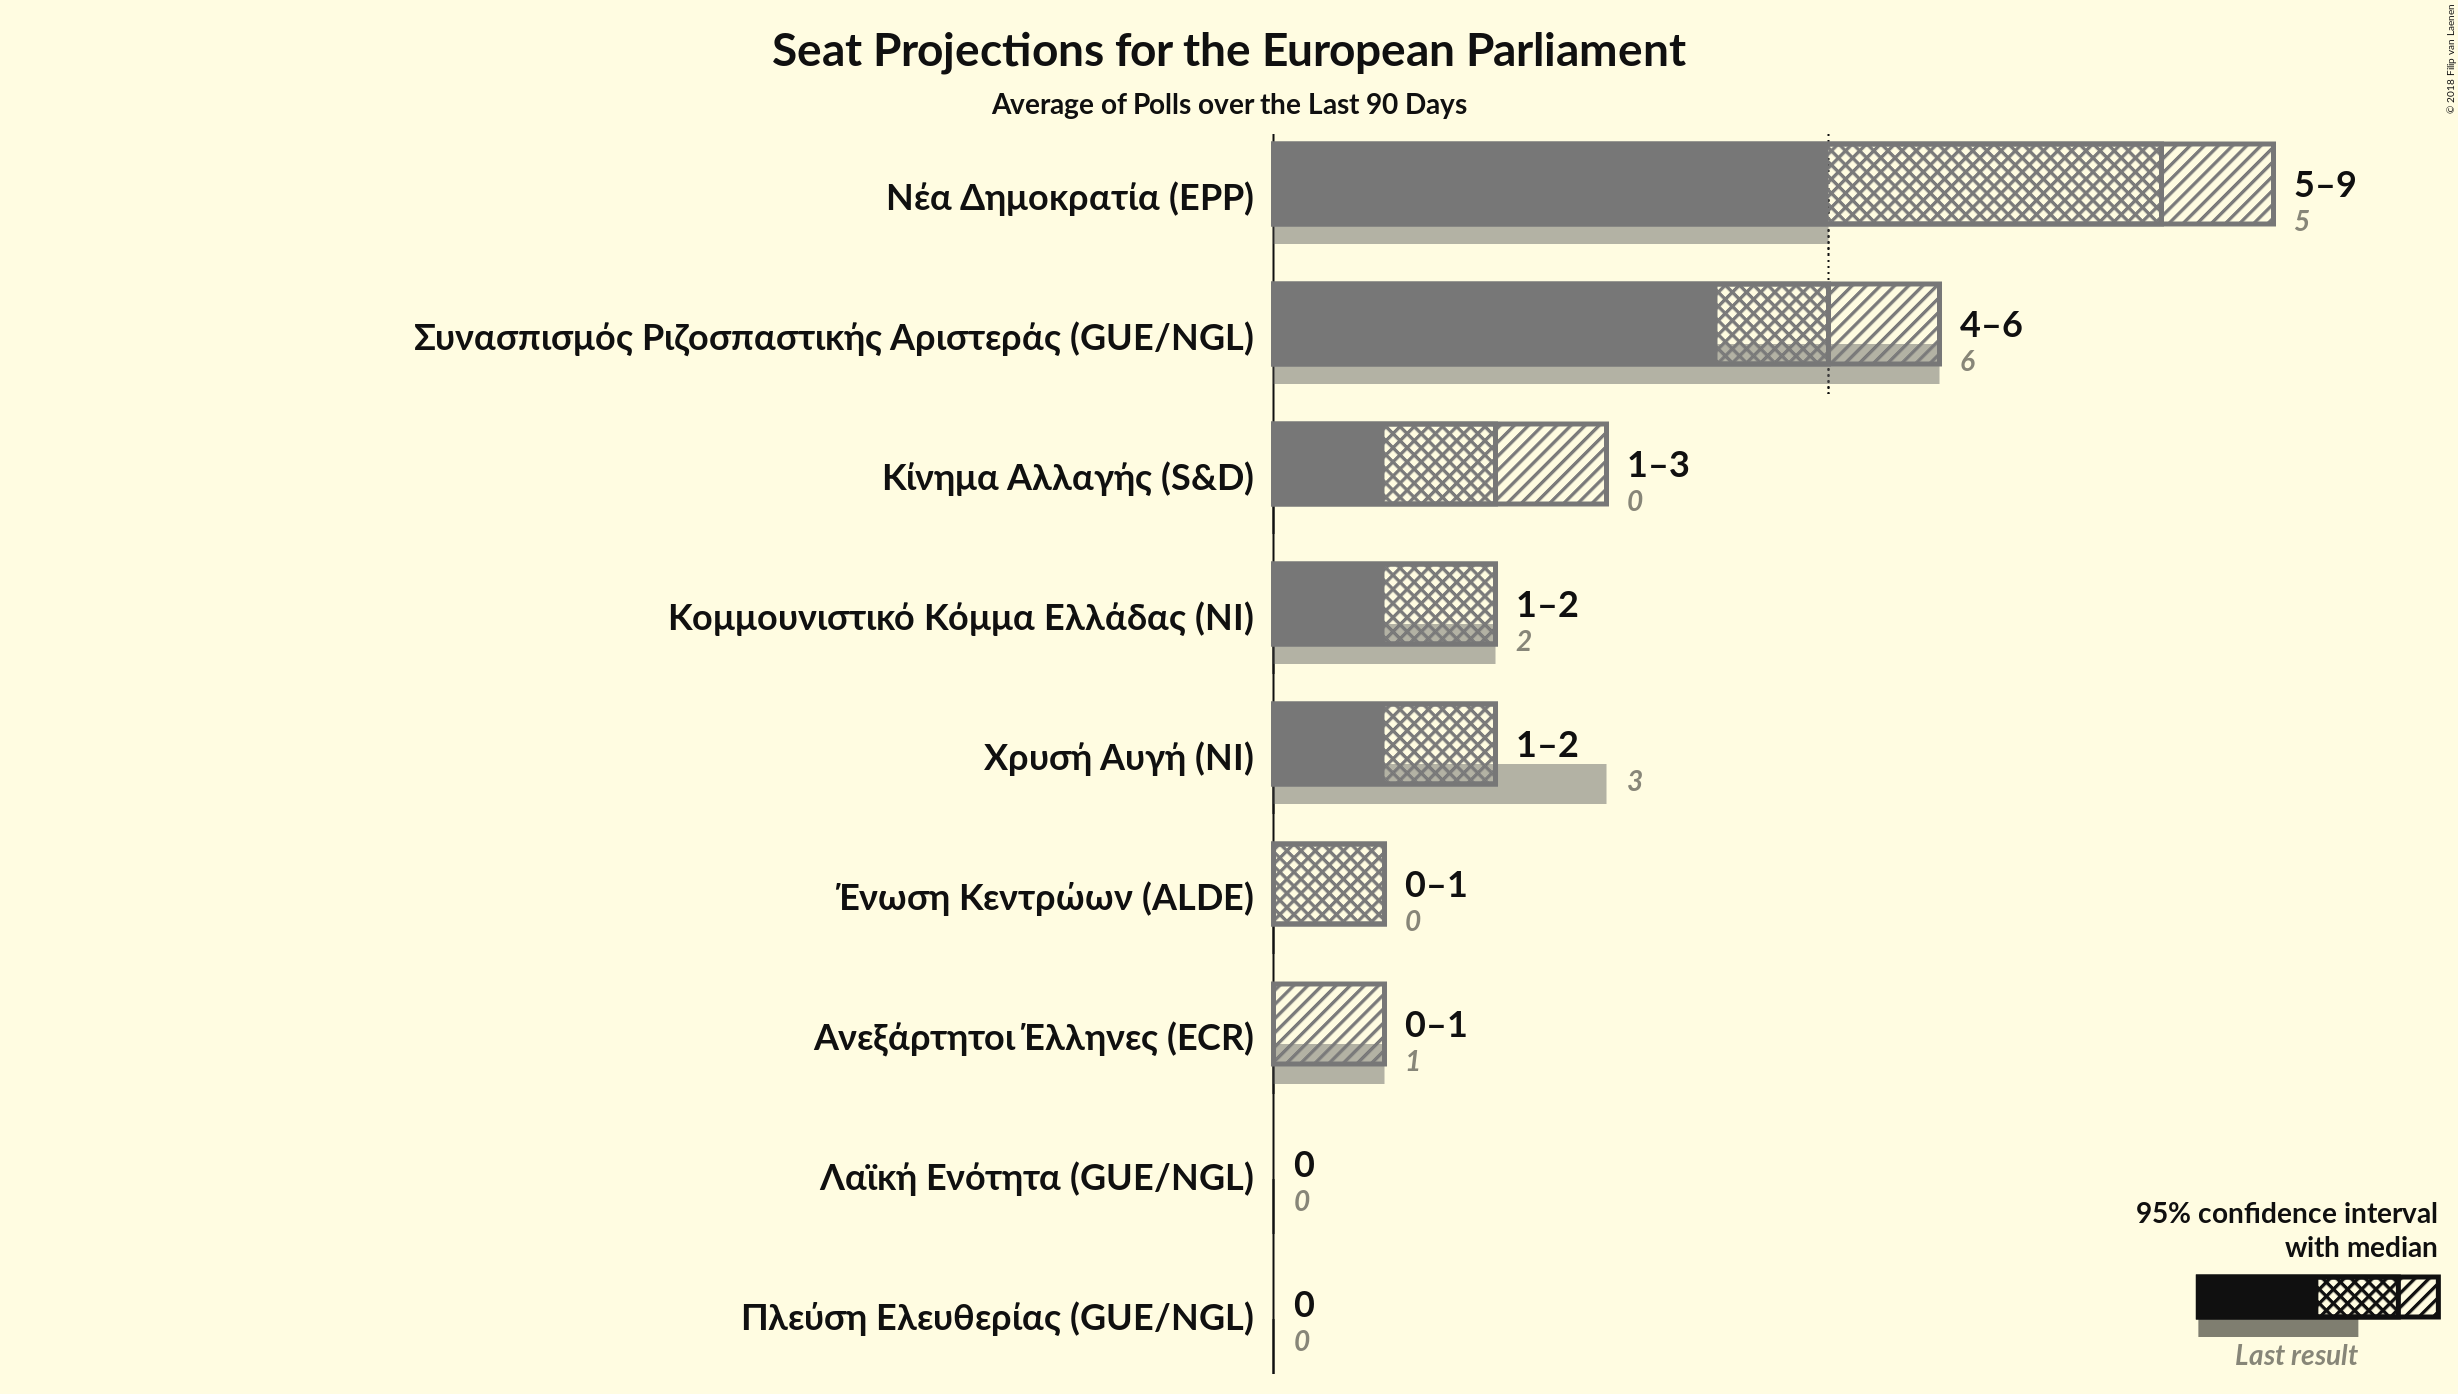 Seat Projections for the European Parliament
Average of Polls over the Last 90 Days
© 2018 Filip van Laenen
Νέα Δημοκρατία (EPP)
5–9
5
Συνασπισμός Ριζοσπαστικής Αριστεράς (GUE/NGL)
4–6
6
Κίνημα Αλλαγής (S&D)
1–3
0
Κομμουνιστικό Κόμμα Ελλάδας (NI)
1–2
2
Χρυσή Αυγή (NI)
1–2
3
Ένωση Κεντρώων (ALDE)
0–1
0
Ανεξάρτητοι Έλληνες (ECR)
0–1
1
Λαϊκή Ενότητα (GUE/NGL)
0
0
Πλεύση Ελευθερίας (GUE/NGL)
0
0
95% confidence interval
with median
Last result